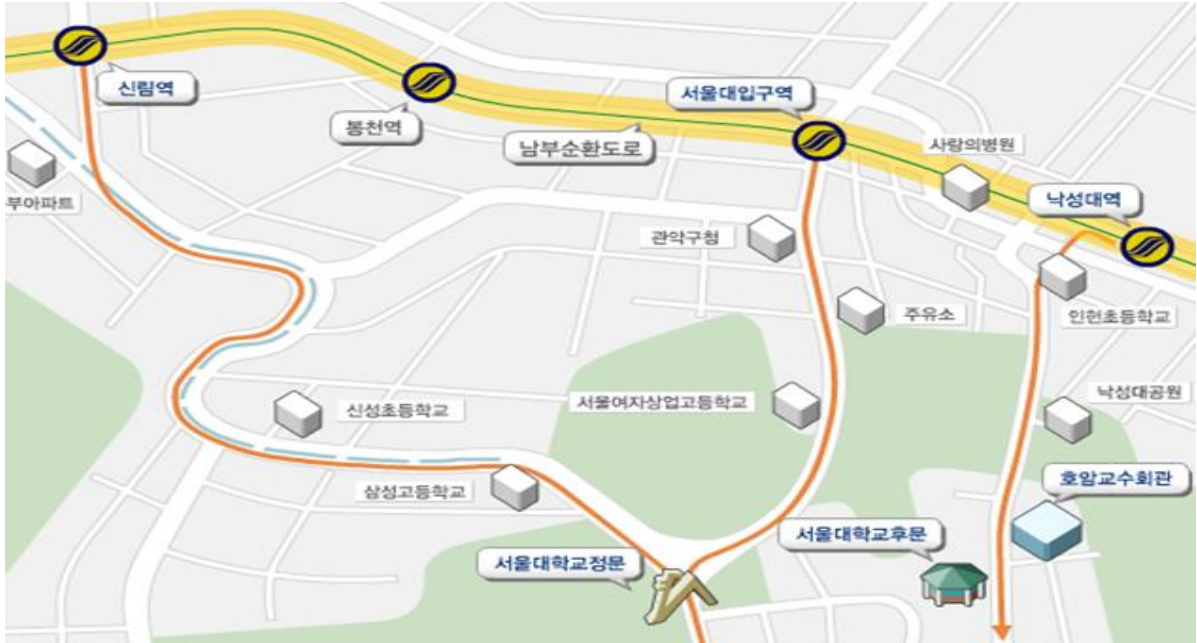 신림역
봉천역
서울대입구역
남부순환도로
사랑의병원
낙성대역
부아파트
관악구청
주유소
인헌초등학교
신성초등학교
서울여자상업고등학교
낙성대공원
삼성고등학교
호암교수회관
서울대학교정문
서울대학교후문